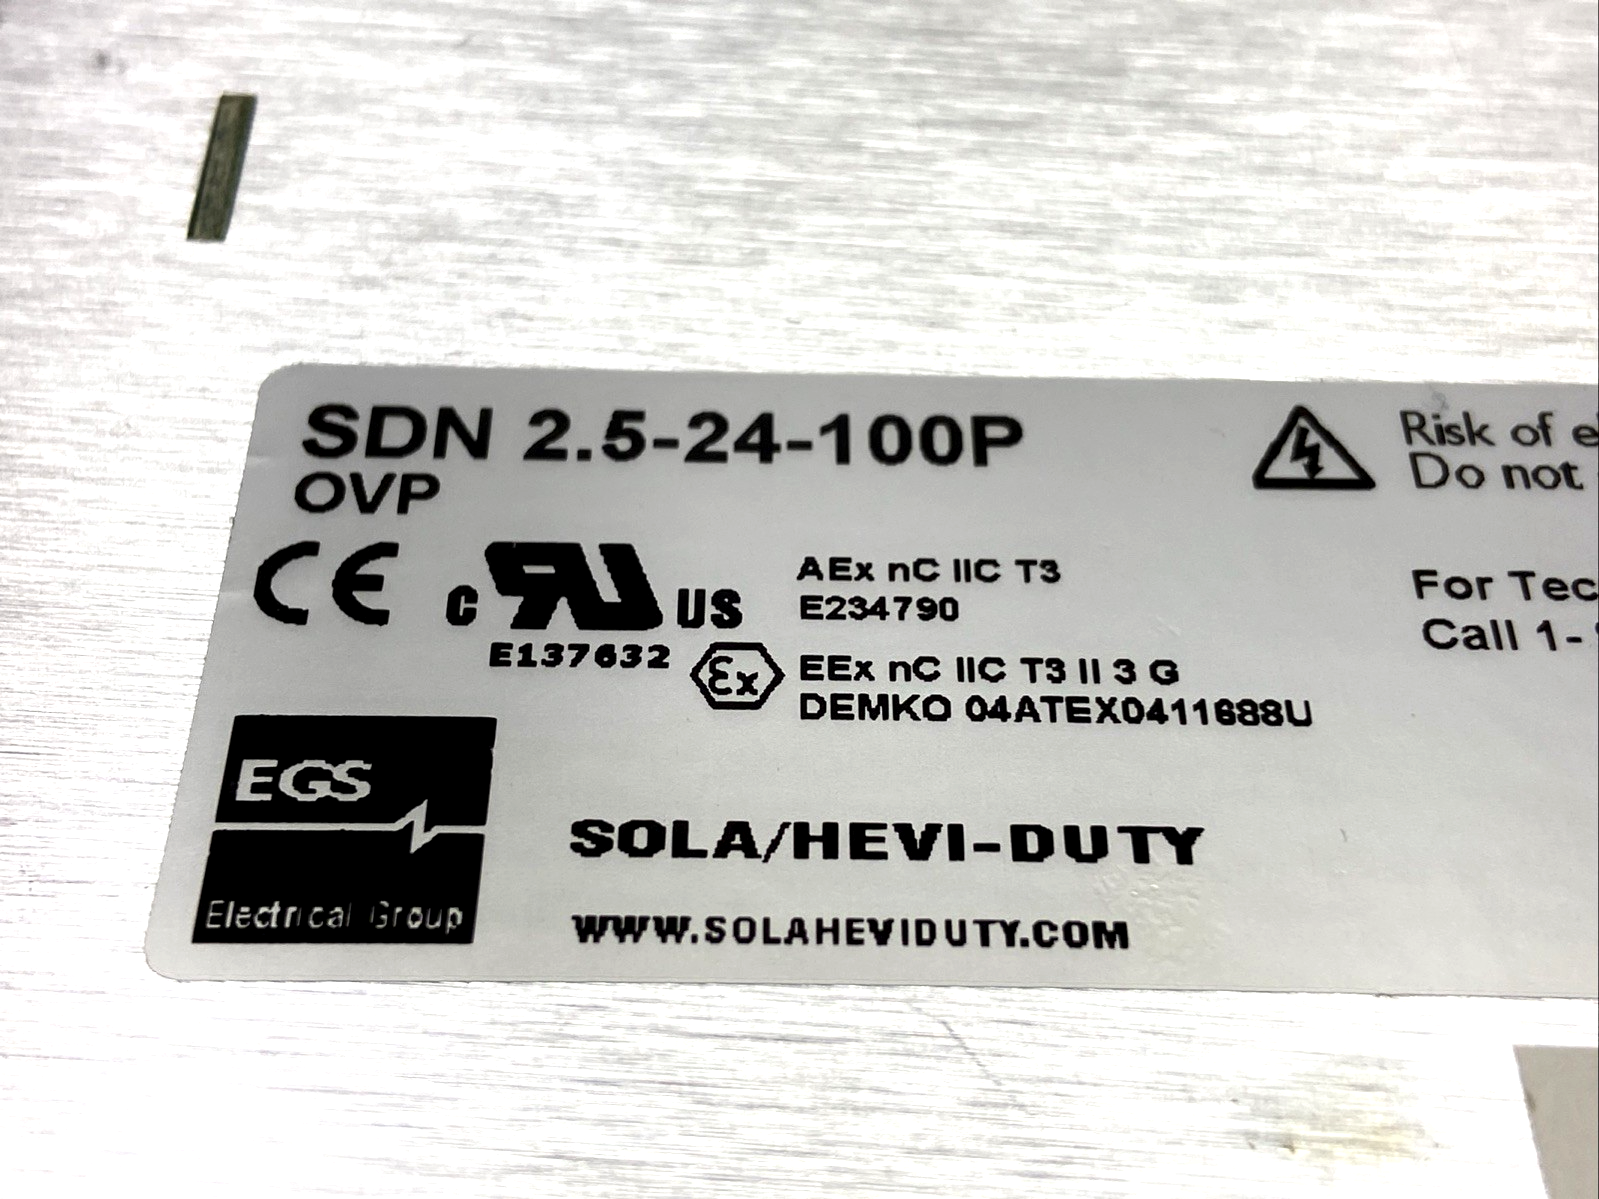 SDN 2.5-24-100P
OVP
Risk of
Do not
CE
c RU US
E137632
AEx nC IIC T3
E234790
Ex
EEx nC IIC T3 II 3 G
DEMKO 04ATEX0411688U
For
Call 1-
EGS
Electrical Group
SOLA/HEVI-DUTY
WWW.SOLAHEVIDUTY.COM